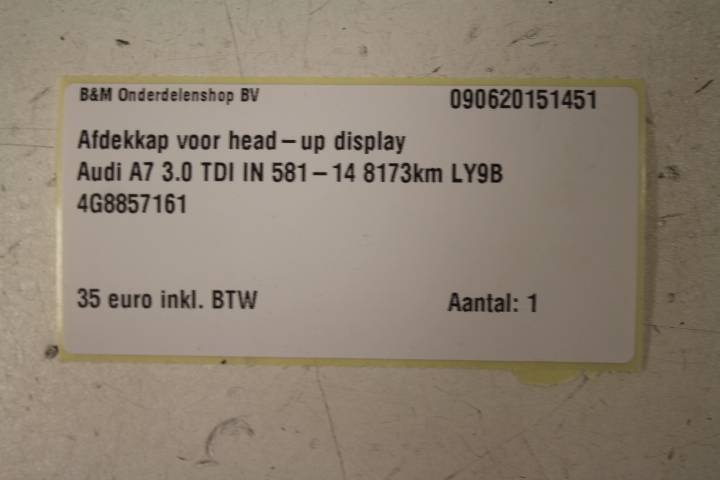 B&M Onderdelenshop BV 090620151451
Afdekkap voor head-up display
Audi A7 3.0 TDI IN 581-14 8173km LY9B
4G8857161
35 euro inkl. BTW Aantal: 1